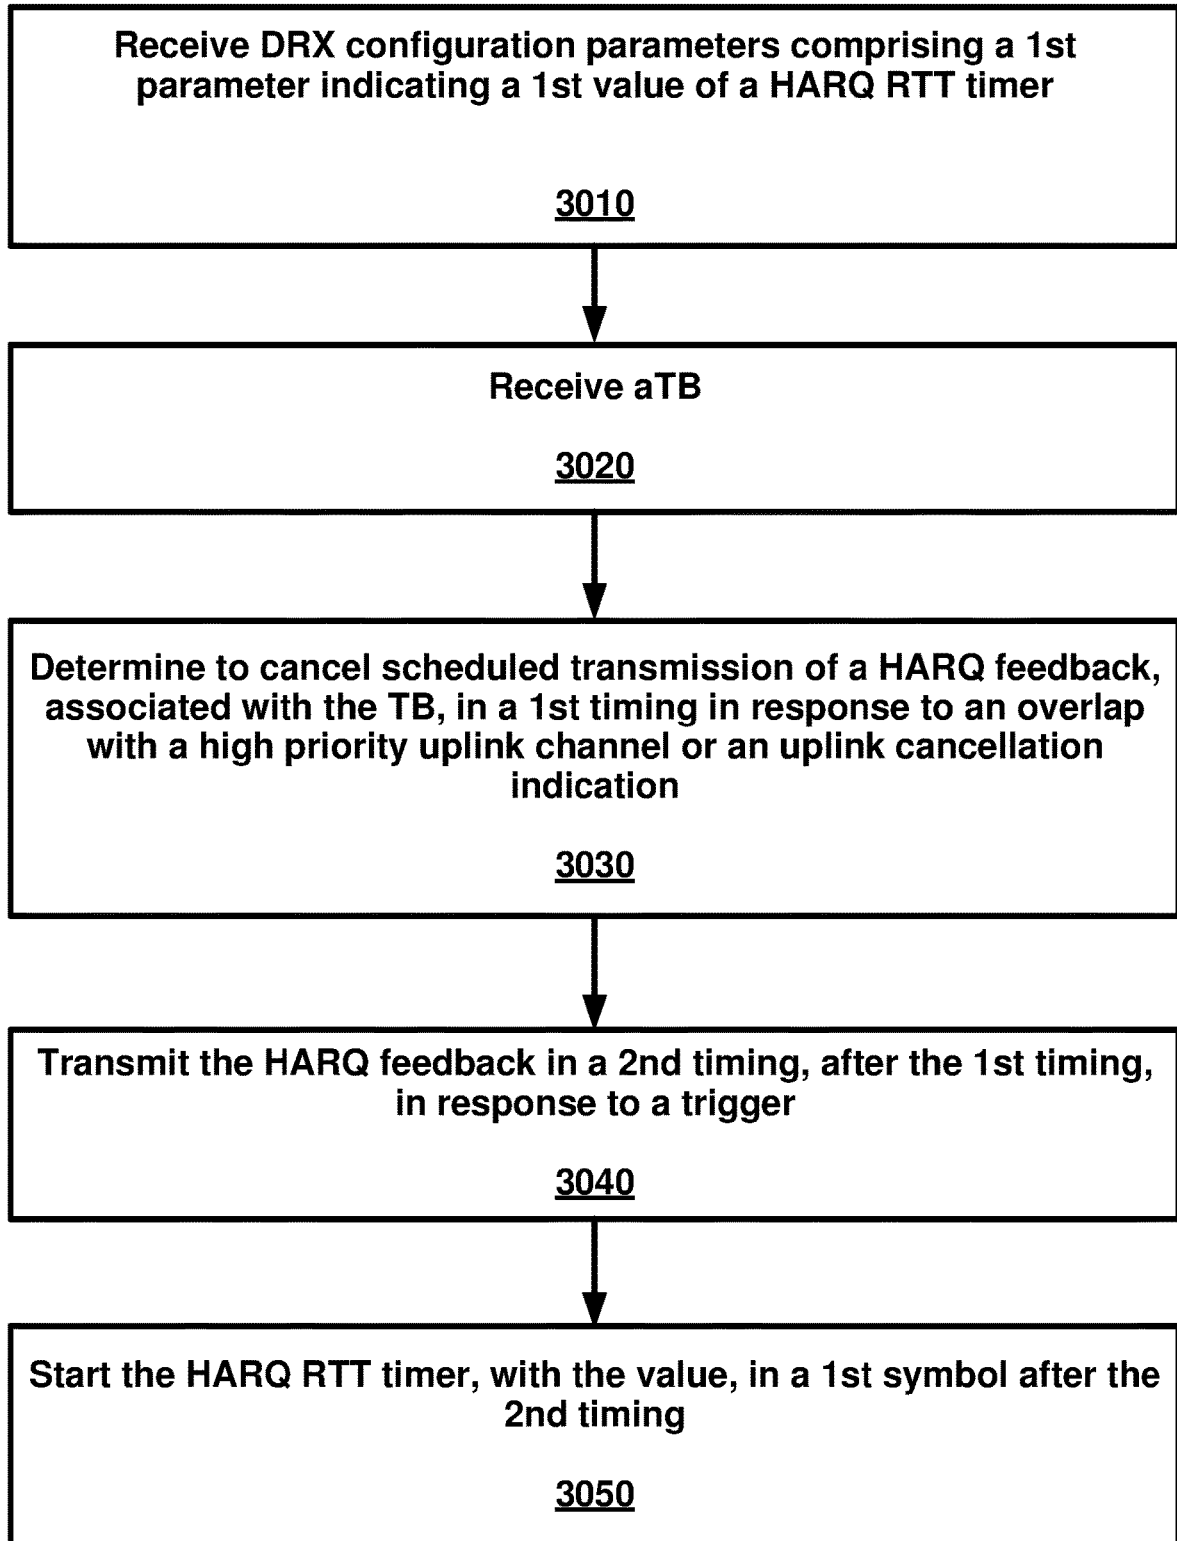 Receive DRX configuration parameters comprising a 1st
parameter indicating a 1st value of a HARQ RTT timer
3010
Receive aTB
3020
Determine to cancel scheduled transmission of a HARQ feedback,
associated with the TB, in a 1st timing in response to an overlap
with a high priority uplink channel or an uplink cancellation
indication
3030
Transmit the HARQ feedback in a 2nd timing, after the 1st timing,
in response to a trigger
3040
Start the HARQ RTT timer, with the value, in a 1st symbol after the
2nd timing
3050